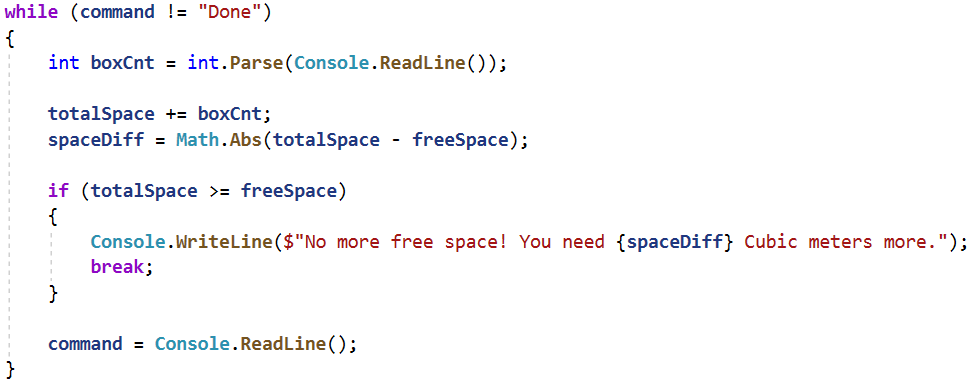 while (command != "Done")
{
    int boxCnt = int.Parse(Console.ReadLine());

    totalSpace += boxCnt;
    spaceDiff = Math.Abs(totalSpace - freeSpace);

    if (totalSpace >= freeSpace)
    {
        Console.WriteLine($"No more free space! You need {spaceDiff} Cubic meters more.");
        break;
    }

    command = Console.ReadLine();
}